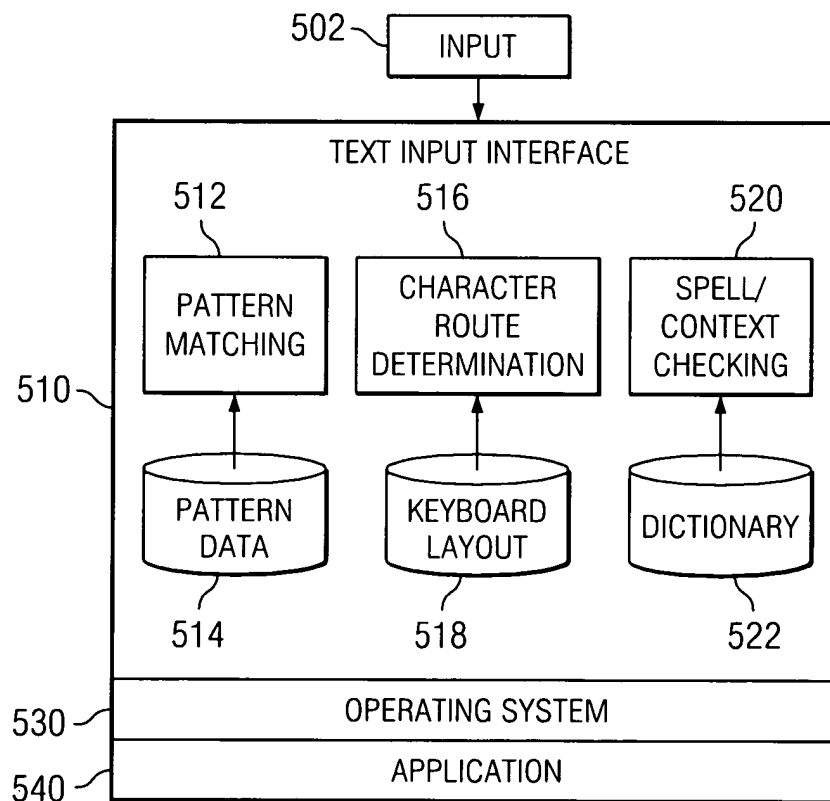 502
INPUT
TEXT INPUT INTERFACE
512
516
520
PATTERN
MATCHING
CHARACTER
ROUTE
DETERMINATION
SPELL/
CONTEXT
CHECKING
510
PATTERN
DATA
KEYBOARD
LAYOUT
DICTIONARY
514
518
522
530
OPERATING SYSTEM
540
APPLICATION